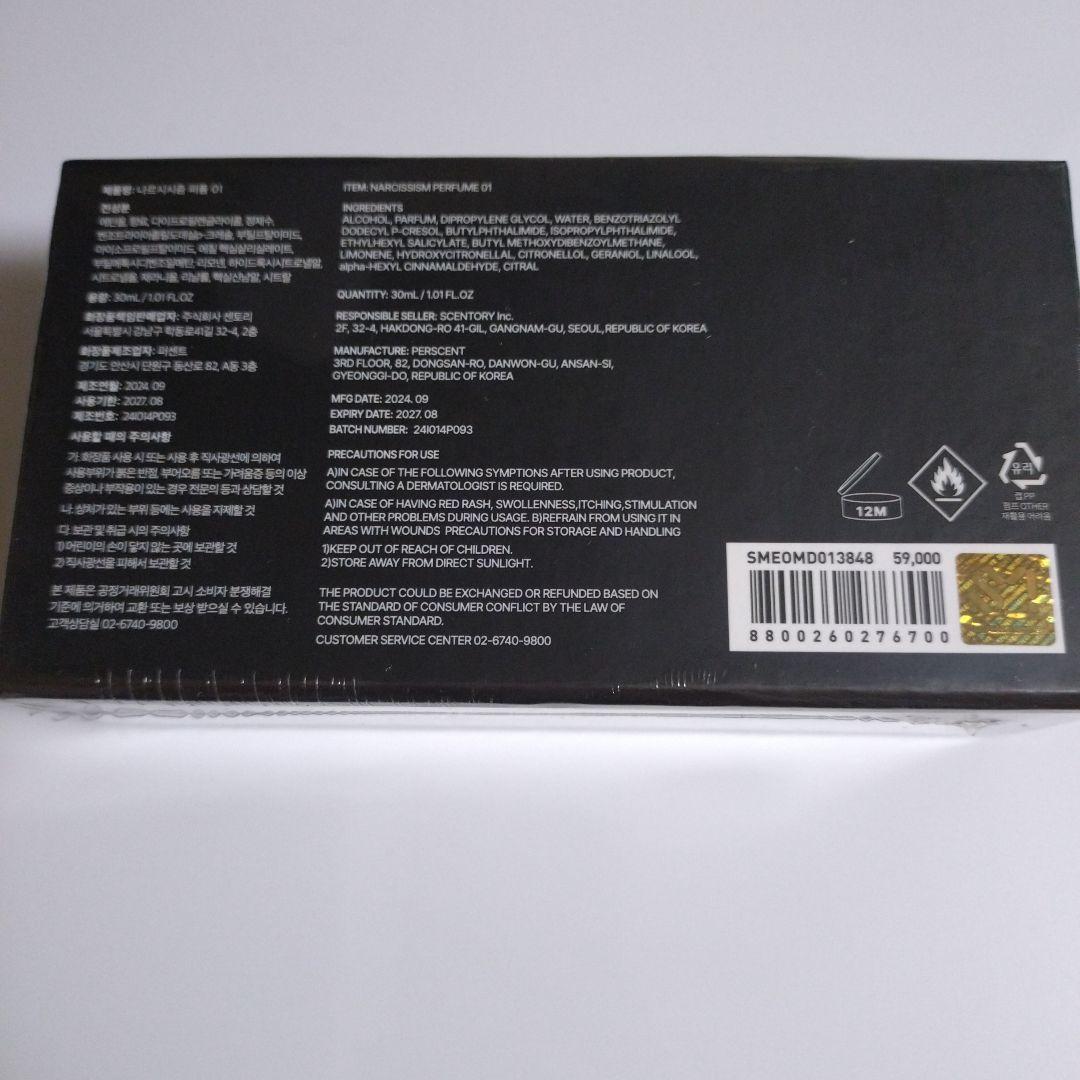 제품명: 나르시시즘 퍼퓸 01
전성분
에탄올, 향료, 다이프로필렌글라이콜, 정제수,
벤조트라이아졸릴도데실p-크레솔, 부틸프탈이미드,
아이소프로필프탈이미드, 에틸 헥실살리실레이트,
부틸메톡시디벤조일메탄, 리모넨, 하이드록시시트로넬알,
시트로넬올, 제라니올, 리날룰, 헥실신남알, 시트랄
용량: 30mL / 1.01 FL.OZ
화장품책임판매업자: 주식회사 센토리
서울특별시 강남구 학동로41길 32-4, 2층
화장품제조업자: 퍼센트
경기도 안산시 단원구 동산로 82, A동 3층
제조연월: 2024. 09
사용기한: 2027. 08
제조번호: 24I014P093
사용할 때의 주의사항
가. 화장품 사용 시 또는 사용 후 직사광선에 의하여
사용부위가 붉은 반점, 부어오름 또는 가려움증 등의 이상
증상이나 부작용이 있는 경우 전문의 등과 상담할 것
나. 상처가 있는 부위 등에는 사용을 자제할 것
다. 보관 및 취급 시의 주의사항
1) 어린이의 손이 닿지 않는 곳에 보관할 것
2) 직사광선을 피해서 보관할 것
본 제품은 공정거래위원회 고시 소비자 분쟁해결
기준에 의거하여 교환 또는 보상 받으실 수 있습니다.
고객상담실 02-6740-9800
ITEM: NARCISSISM PERFUME 01
INGREDIENTS
ALCOHOL, PARFUM, DIPROPYLENE GLYCOL, WATER, BENZOTRIAZOLYL
DODECYL P-CRESOL, BUTYLPHTHALIMIDE, ISOPROPYLPHTHALIMIDE,
ETHYLHEXYL SALICYLATE, BUTYL METHOXYDIBENZOYLMETHANE,
LIMONENE, HYDROXYCITRONELLAL, CITRONELLOL, GERANIOL, LINALOOL,
alpha-HEXYL CINNAMALDEHYDE, CITRAL
QUANTITY: 30mL / 1.01 FL.OZ
RESPONSIBLE SELLER: SCENTORY Inc.
2F, 32-4, HAKDONG-RO 41-GIL, GANGNAM-GU, SEOUL,REPUBLIC OF KOREA
MANUFACTURE: PERSCENT
3RD FLOOR, 82, DONGSAN-RO, DANWON-GU, ANSAN-SI,
GYEONGGI-DO, REPUBLIC OF KOREA
MFG DATE: 2024. 09
EXPIRY DATE: 2027. 08
BATCH NUMBER: 24I014P093
PRECAUTIONS FOR USE
A)IN CASE OF THE FOLLOWING SYMPTIONS AFTER USING PRODUCT,
CONSULTING A DERMATOLOGIST IS REQUIRED.
A)IN CASE OF HAVING RED RASH, SWOLLENNESS,ITCHING,STIMULATION
AND OTHER PROBLEMS DURING USAGE. B)REFRAIN FROM USING IT IN
AREAS WITH WOUNDS PRECAUTIONS FOR STORAGE AND HANDLING
1)KEEP OUT OF REACH OF CHILDREN.
2)STORE AWAY FROM DIRECT SUNLIGHT.
THE PRODUCT COULD BE EXCHANGED OR REFUNDED BASED ON
THE STANDARD OF CONSUMER CONFLICT BY THE LAW OF
CONSUMER STANDARD.
CUSTOMER SERVICE CENTER 02-6740-9800
12M
유리
캡 PP
펌프 OTHER
재활용 어려움
SMEOMD013848 59,000
8800260276700